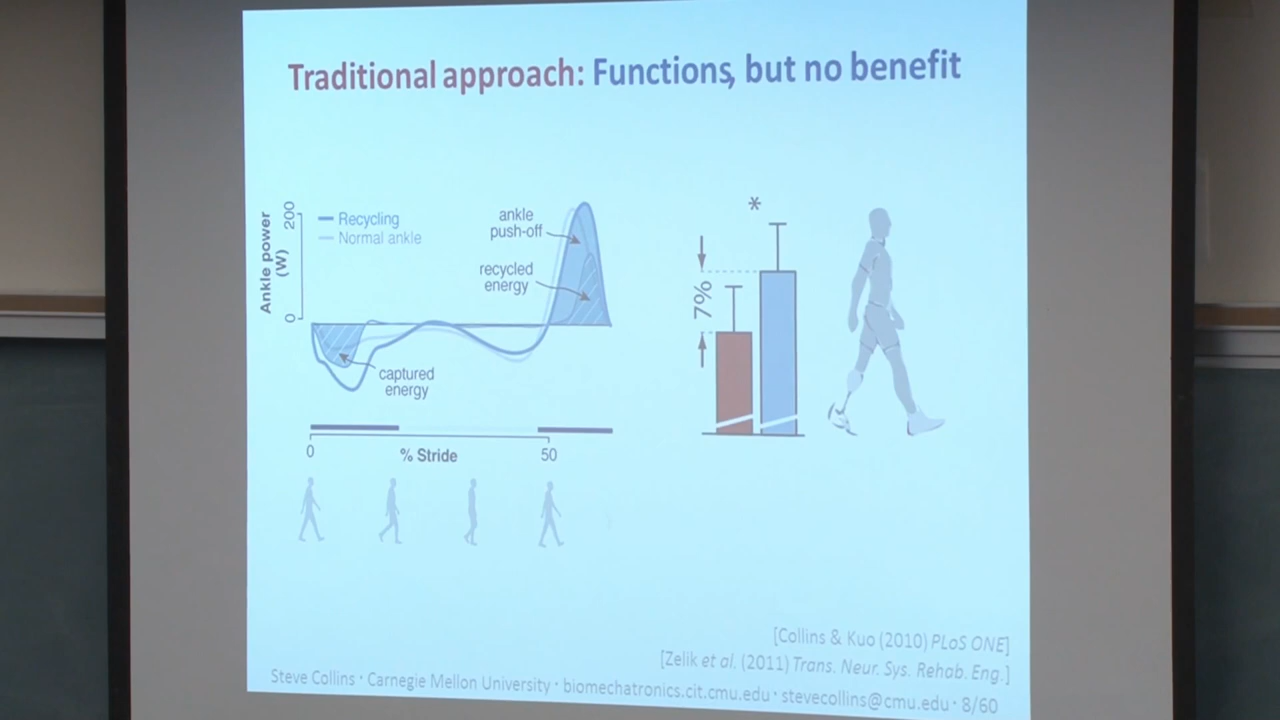 Traditional approach: Functions, but no benefit
Ankle power
(W)
200
0
Recycling
Normal ankle
ankle
push-off
recycled
energy
captured
energy
0
% Stride
50
*
7%
[Collins & Kuo (2010) PLoS ONE]
[Zelik et al. (2011) Trans. Neur. Sys. Rehab. Eng.]
Steve Collins · Carnegie Mellon University · biomechatronics.cit.cmu.edu · stevecollins@cmu.edu · 8/60